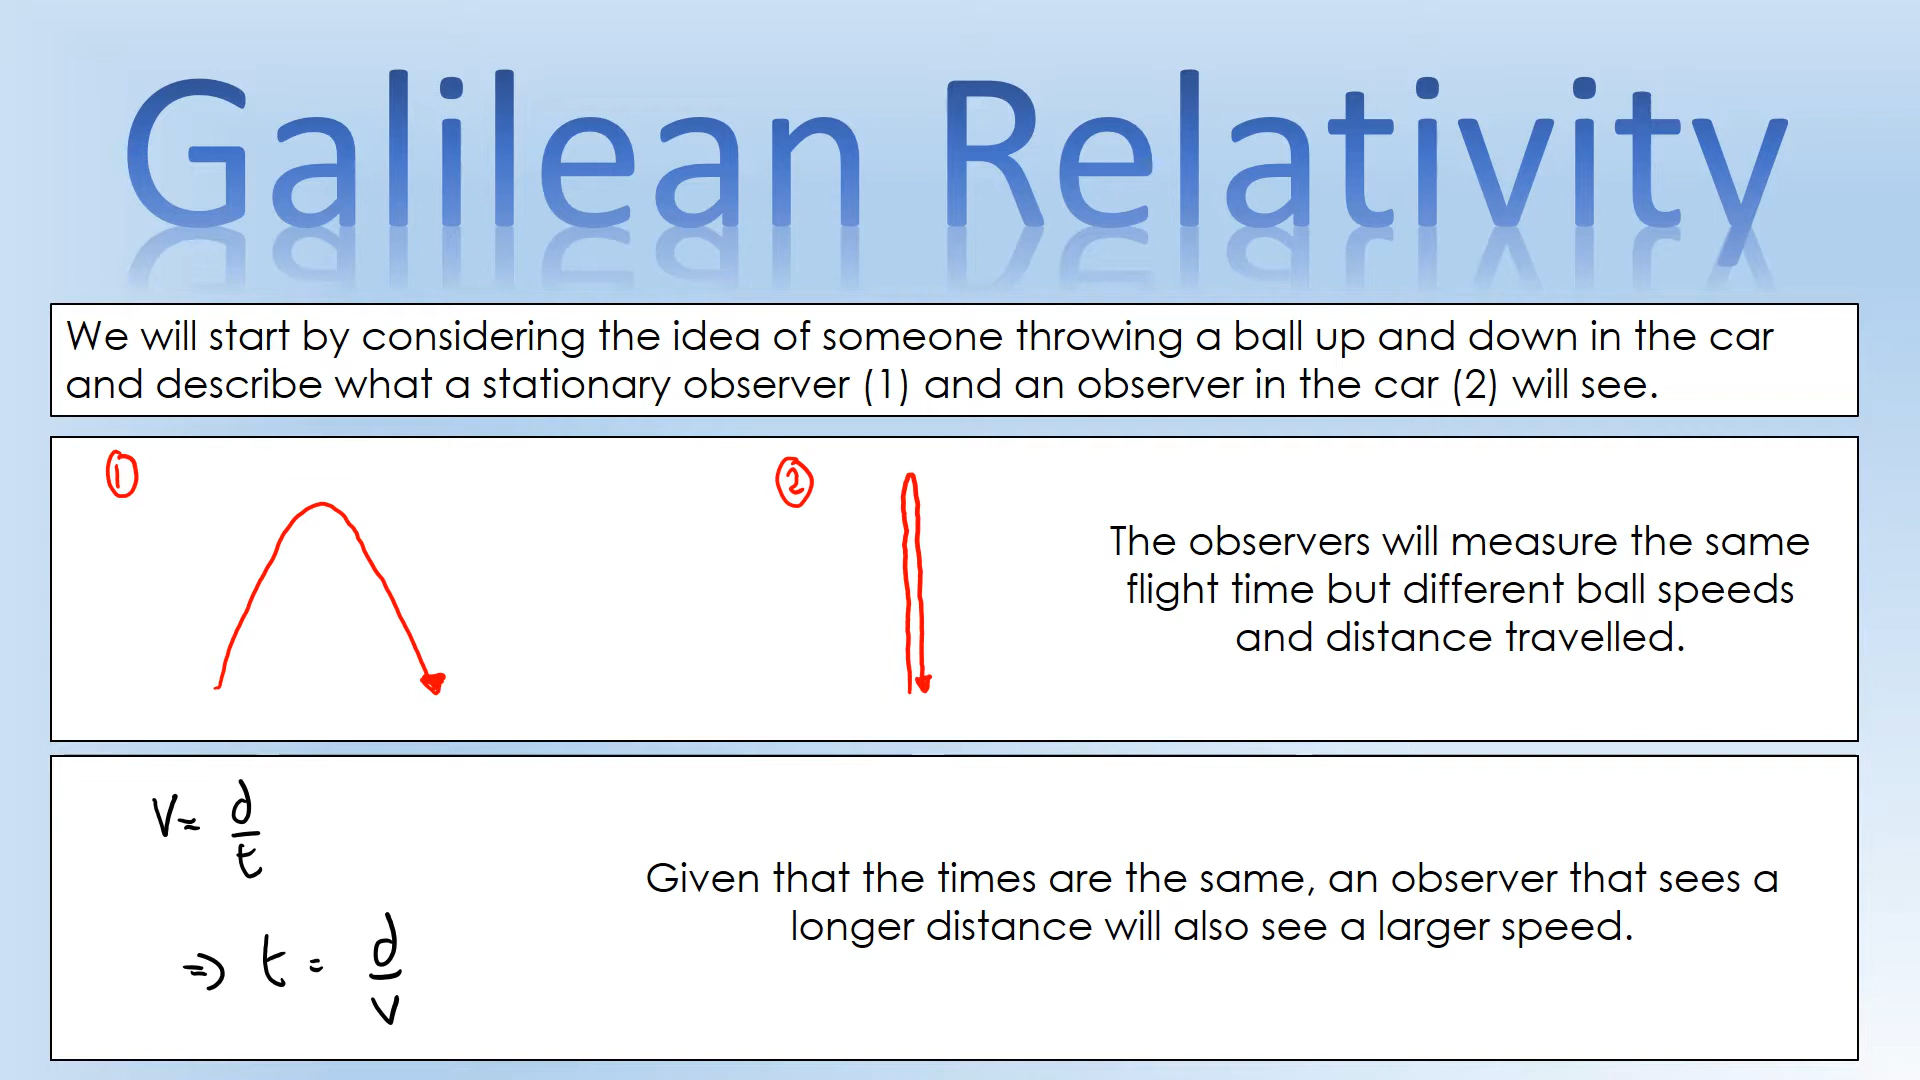 Galilean Relativity
We will start by considering the idea of someone throwing a ball up and down in the car
and describe what a stationary observer (1) and an observer in the car (2) will see.
1
2
The observers will measure the same
flight time but different ball speeds
and distance travelled.
v = d/t
⇒ t = d/v
Given that the times are the same, an observer that sees a
longer distance will also see a larger speed.